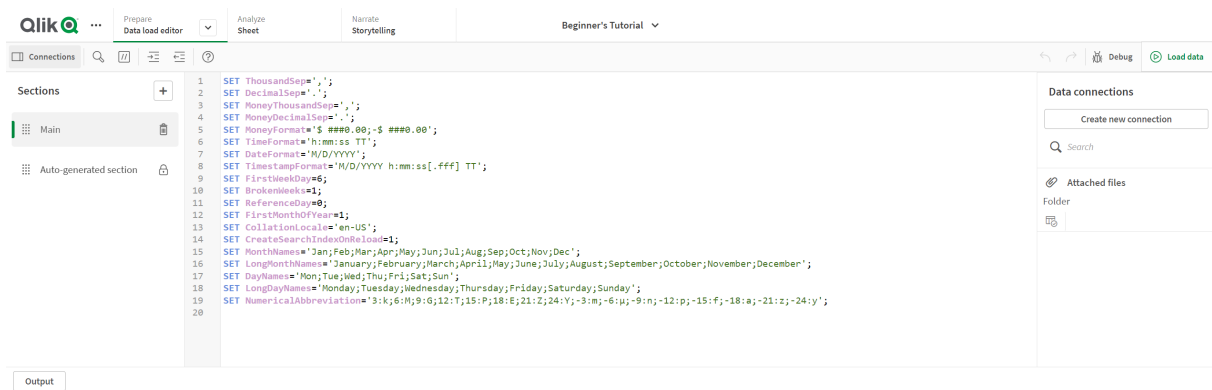 Qlik
Prepare
Data load editor
Analyze
Sheet
Narrate
Storytelling
Beginner's Tutorial
Connections
Debug
Load data
Sections
Main
Auto-generated section
1 SET ThousandSep=',';
2 SET DecimalSep='.';
3 SET MoneyThousandSep=',';
4 SET MoneyDecimalSep='.';
5 SET MoneyFormat='$ ###0.00;-$ ###0.00';
6 SET TimeFormat='h:mm:ss TT';
7 SET DateFormat='M/D/YYYY';
8 SET TimestampFormat='M/D/YYYY h:mm:ss[.fff] TT';
9 SET FirstWeekDay=6;
10 SET BrokenWeeks=1;
11 SET ReferenceDay=0;
12 SET FirstMonthOfYear=1;
13 SET CollationLocale='en-US';
14 SET CreateSearchIndexOnReload=1;
15 SET MonthNames='Jan;Feb;Mar;Apr;May;Jun;Jul;Aug;Sep;Oct;Nov;Dec';
16 SET LongMonthNames='January;February;March;April;May;June;July;August;September;October;November;December';
17 SET DayNames='Mon;Tue;Wed;Thu;Fri;Sat;Sun';
18 SET LongDayNames='Monday;Tuesday;Wednesday;Thursday;Friday;Saturday;Sunday';
19 SET NumericalAbbreviation='3:k;6:M;9:G;12:T;15:P;18:E;21:Z;24:Y;-3:m;-6:μ;-9:n;-12:p;-15:f;-18:a;-21:z;-24:y';
20
Data connections
Create new connection
Search
Attached files
Folder
Output